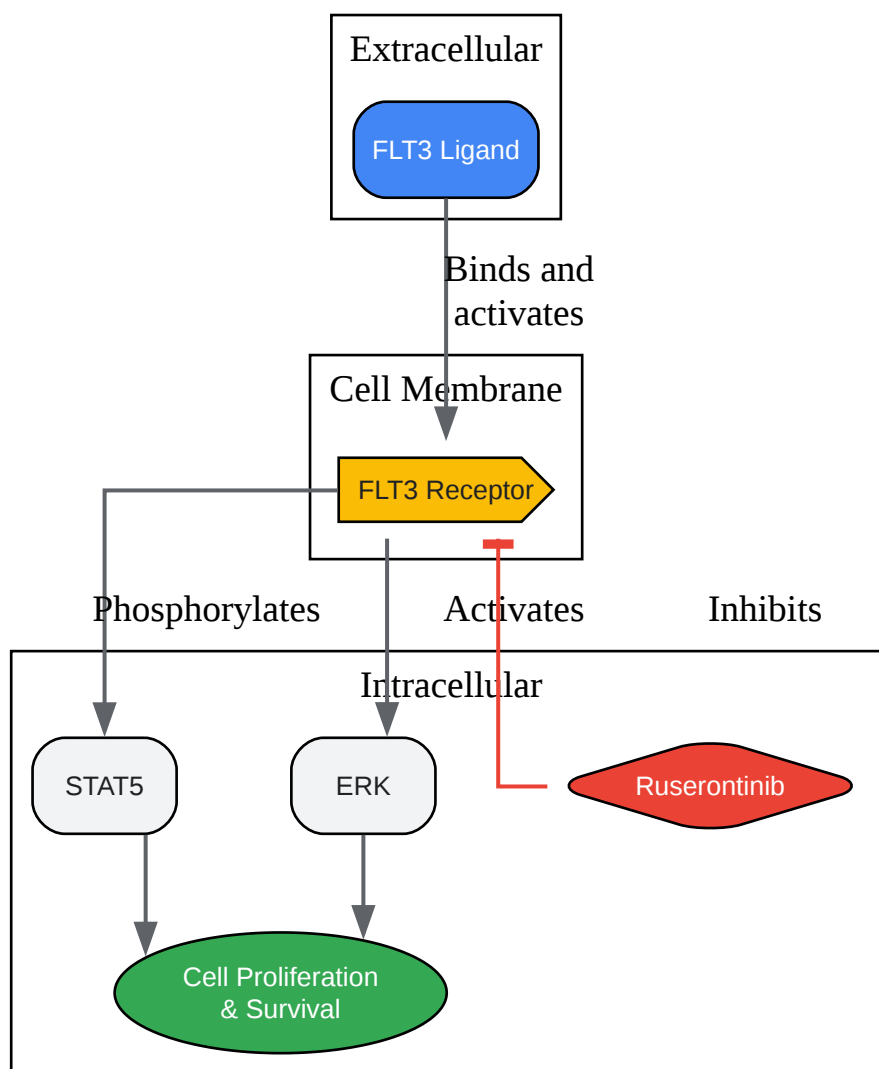 Extracellular
FLT3 Ligand
Binds and
activates
Cell Membrane
FLT3 Receptor
Phosphorylates
Activates
Inhibits
Intracellular
STAT5
ERK
Ruserontinib
Cell Proliferation
& Survival